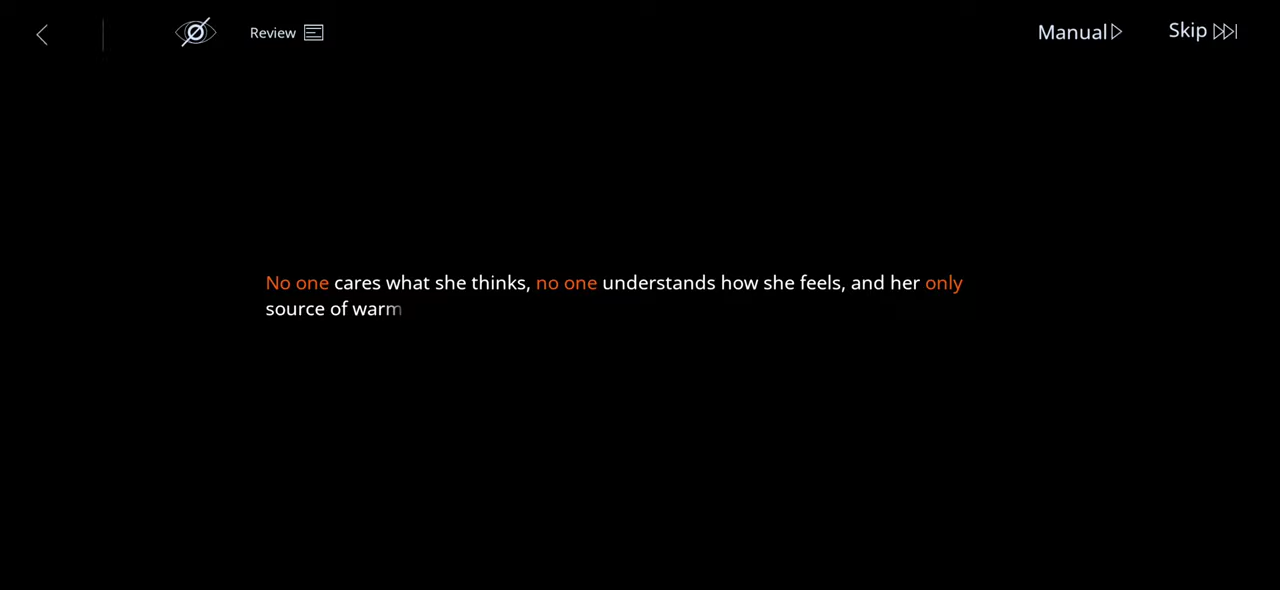 Review
Manual
Skip
No one cares what she thinks, no one understands how she feels, and her only
source of warm